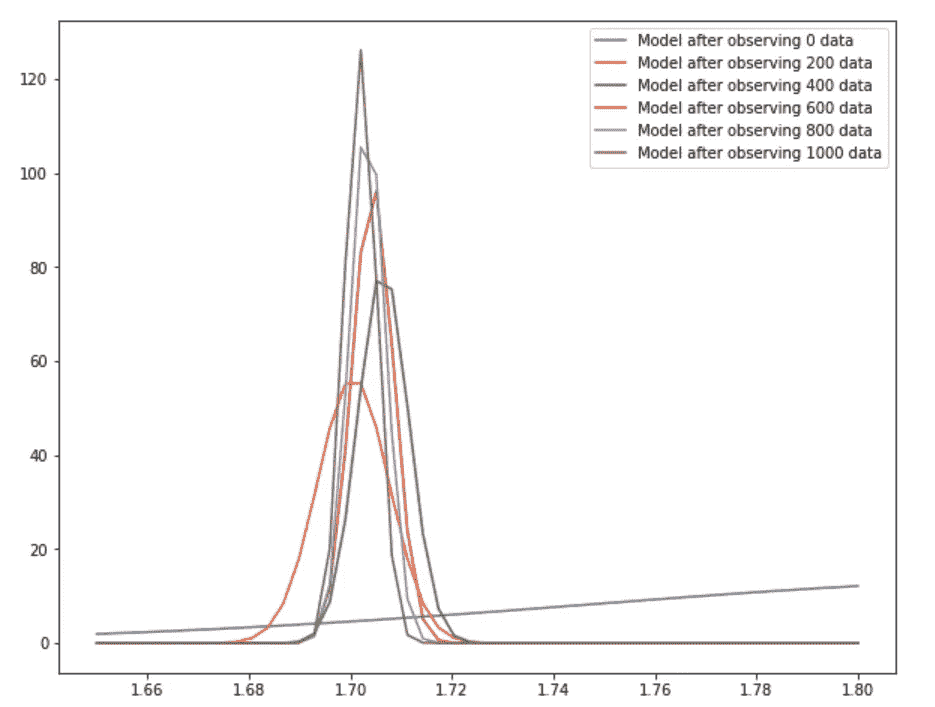 Model after observing 0 data
Model after observing 200 data
Model after observing 400 data
Model after observing 600 data
Model after observing 800 data
Model after observing 1000 data
120
100
80
60
40
20
0
1.66 1.68 1.70 1.72 1.74 1.76 1.78 1.80